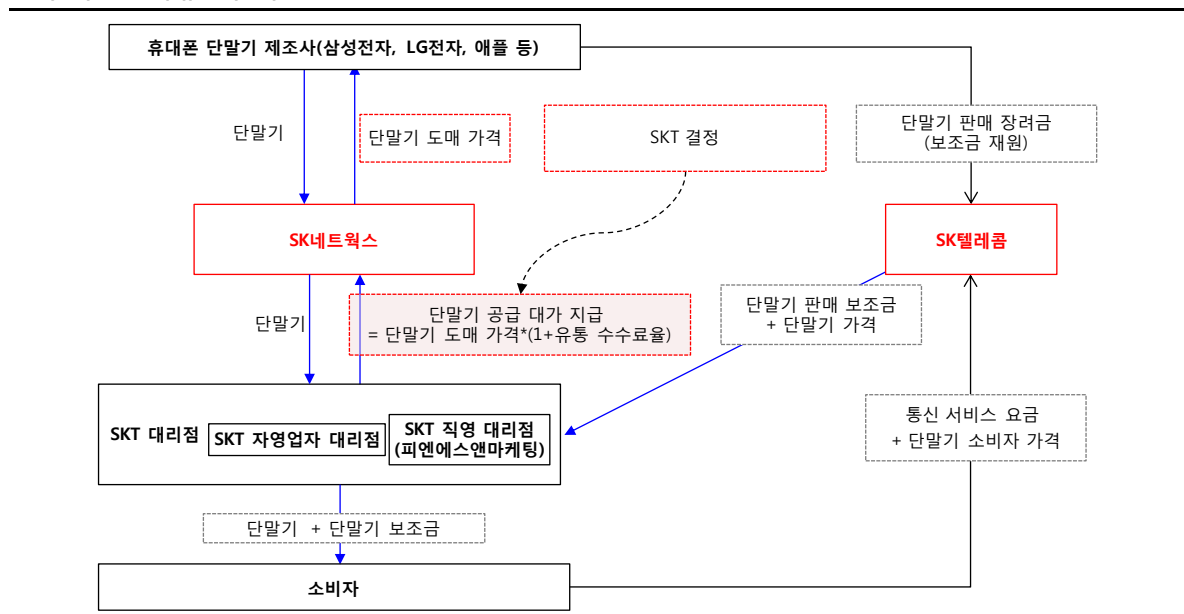 휴대폰 단말기 제조사(삼성전자, LG전자, 애플 등)
단말기
단말기 도매 가격
SKT 결정
단말기 판매 장려금
(보조금 재원)
SK네트웍스
SK텔레콤
단말기
단말기 공급 대가 지급
= 단말기 도매 가격*(1+유통 수수료율)
단말기 판매 보조금
+ 단말기 가격
SKT 대리점
SKT 자영업자 대리점
SKT 직영 대리점
(피엔에스앤마케팅)
통신 서비스 요금
+ 단말기 소비자 가격
단말기 + 단말기 보조금
소비자